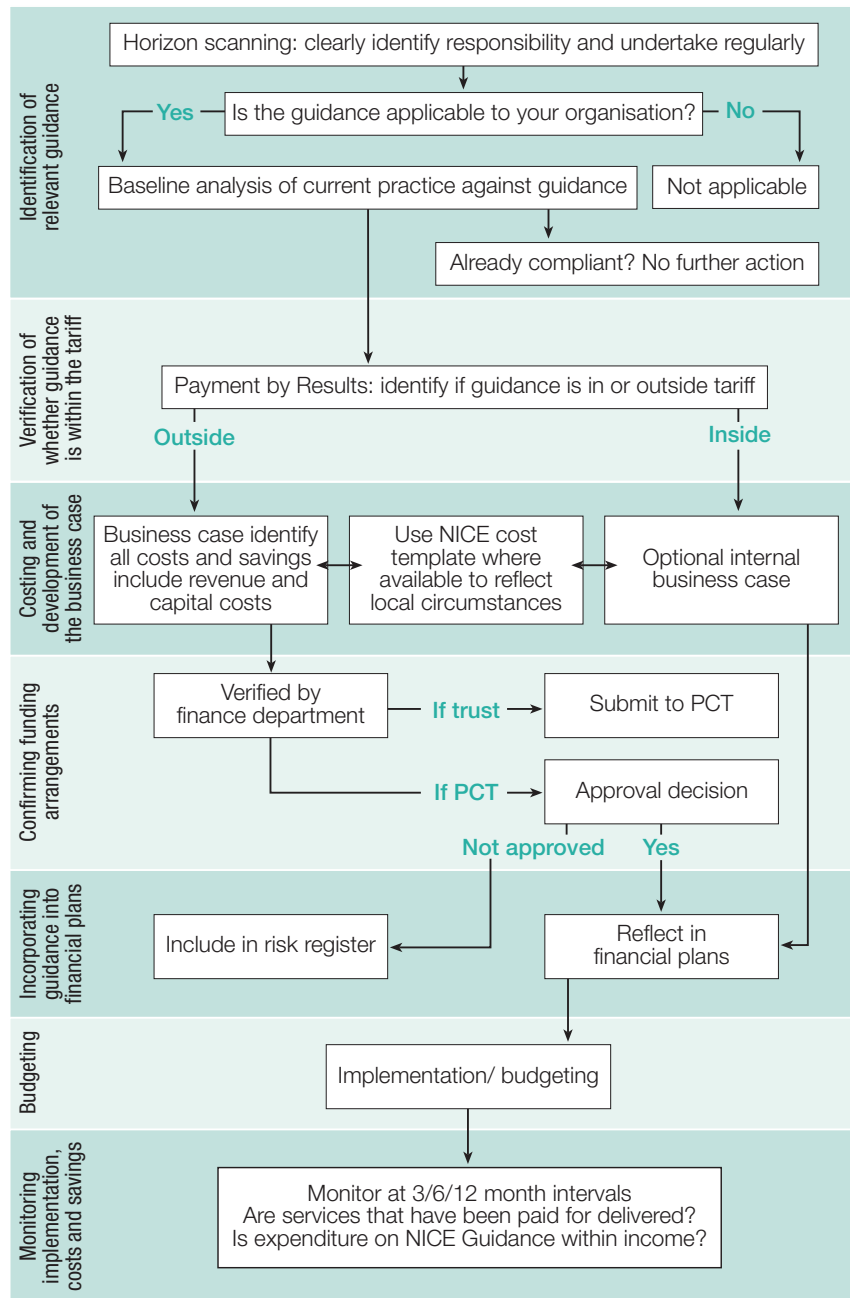 Identification of
relevant guidance
Horizon scanning: clearly identify responsibility and undertake regularly
Is the guidance applicable to your organisation?
Yes
No
Baseline analysis of current practice against guidance
Not applicable
Already compliant? No further action
Verification of
whether guidance
is within the tariff
Payment by Results: identify if guidance is in or outside tariff
Outside
Inside
Costing and
development of
the business case
Business case identify
all costs and savings
include revenue and
capital costs
Use NICE cost
template where
available to reflect
local circumstances
Optional internal
business case
Confirming funding
arrangements
Verified by
finance department
If trust
Submit to PCT
If PCT
Approval decision
Not approved
Yes
Incorporating
guidance into
financial plans
Include in risk register
Reflect in
financial plans
Budgeting
Implementation/ budgeting
Monitoring
implementation,
costs and savings
Monitor at 3/6/12 month intervals
Are services that have been paid for delivered?
Is expenditure on NICE Guidance within income?